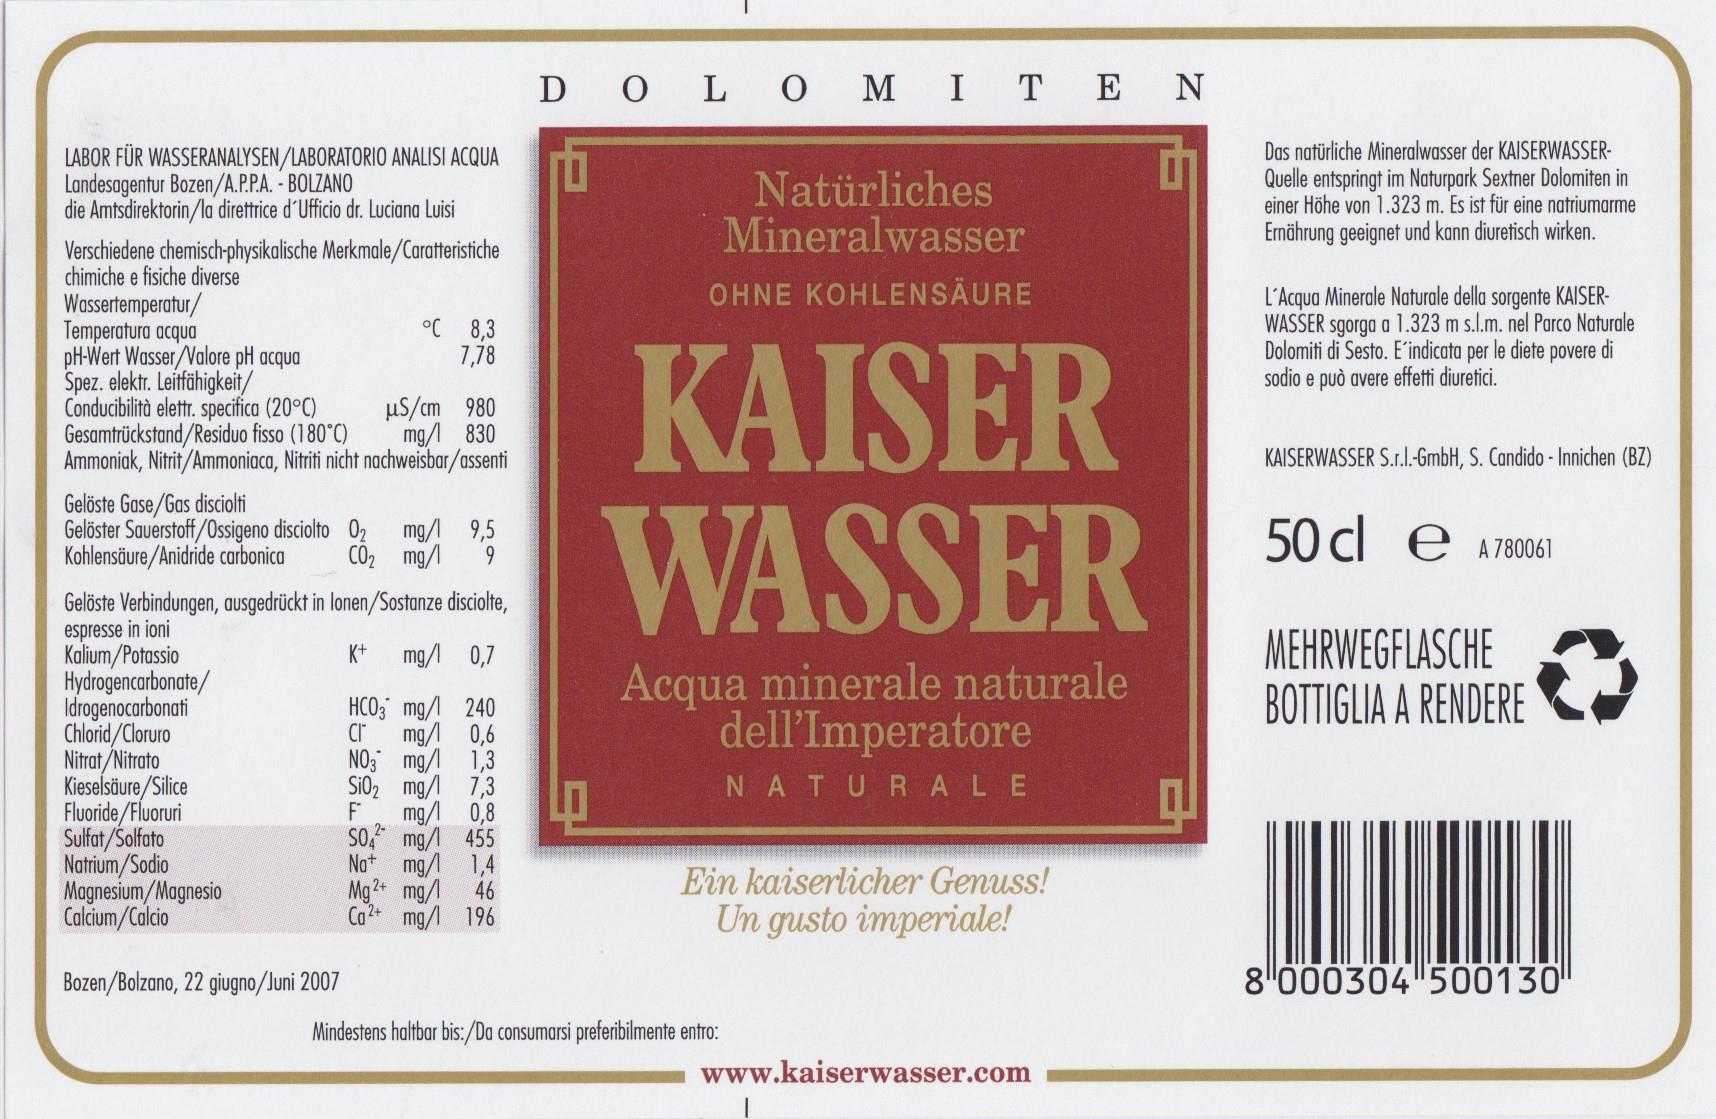 DOLOMITEN
LABOR FÜR WASSERANALYSEN/LABORATORIO ANALISI ACQUA
Landesagentur Bozen/A.P.P.A. - BOLZANO
die Amtsdirektorin/la direttrice d´Ufficio dr. Luciana Luisi
Verschiedene chemisch-physikalische Merkmale/Caratteristiche
chimiche e fisiche diverse
Wassertemperatur/
Temperatura acqua °C 8,3
pH-Wert Wasser/Valore pH acqua 7,78
Spez. elektr. Leitfähigkeit/
Conducibilità elettr. specifica (20°C) µS/cm 980
Gesamtrückstand/Residuo fisso (180°C) mg/l 830
Ammoniak, Nitrit/Ammoniaca, Nitriti nicht nachweisbar/assenti
Gelöste Gase/Gas disciolti
Gelöster Sauerstoff/Ossigeno disciolto O₂ mg/l 9,5
Kohlensäure/Anidride carbonica CO₂ mg/l 9
Gelöste Verbindungen, ausgedrückt in Ionen/Sostanze disciolte,
espresse in ioni
Kalium/Potassio K⁺ mg/l 0,7
Hydrogencarbonate/
Idrogenocarbonati HCO₃⁻ mg/l 240
Chlorid/Cloruro Cl⁻ mg/l 0,6
Nitrat/Nitrato NO₃⁻ mg/l 1,3
Kieselsäure/Silice SiO₂ mg/l 7,3
Fluoride/Fluoruri F⁻ mg/l 0,8
Sulfat/Solfato SO₄²⁻ mg/l 455
Natrium/Sodio Na⁺ mg/l 1,4
Magnesium/Magnesio Mg²⁺ mg/l 46
Calcium/Calcio Ca²⁺ mg/l 196
Bozen/Bolzano, 22 giugno/Juni 2007
Mindestens haltbar bis:/Da consumarsi preferibilmente entro:
Natürliches
Mineralwasser
OHNE KOHLENSÄURE
KAISER
WASSER
Acqua minerale naturale
dell'Imperatore
NATURALE
Ein kaiserlicher Genuss!
Un gusto imperiale!
www.kaiserwasser.com
Das natürliche Mineralwasser der KAISERWASSER-
Quelle entspringt im Naturpark Sextner Dolomiten in
einer Höhe von 1.323 m. Es ist für eine natriumarme
Ernährung geeignet und kann diuretisch wirken.
L´Acqua Minerale Naturale della sorgente KAISER-
WASSER sgorga a 1.323 m s.l.m. nel Parco Naturale
Dolomiti di Sesto. E´indicata per le diete povere di
sodio e può avere effetti diuretici.
KAISERWASSER S.r.l.-GmbH, S. Candido - Innichen (BZ)
50 cl ℮ A 780061
MEHRWEGFLASCHE
BOTTIGLIA A RENDERE
8 000304 500130